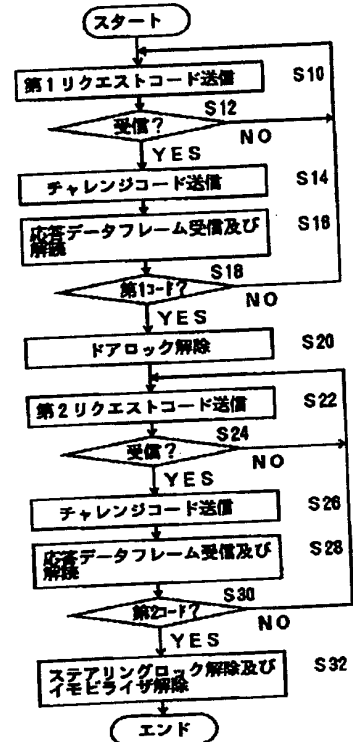 スタート
第1リクエストコード送信 S10
受信? S12
NO
YES
チャレンジコード送信 S14
応答データフレーム受信及び S16
解読
第1コード? S18
NO
YES
ドアロック解除 S20
第2リクエストコード送信 S22
受信? S24
NO
YES
チャレンジコード送信 S26
応答データフレーム受信及び S28
解読
第2コード? S30
NO
YES
ステアリングロック解除及び S32
イモビライザ解除
エンド